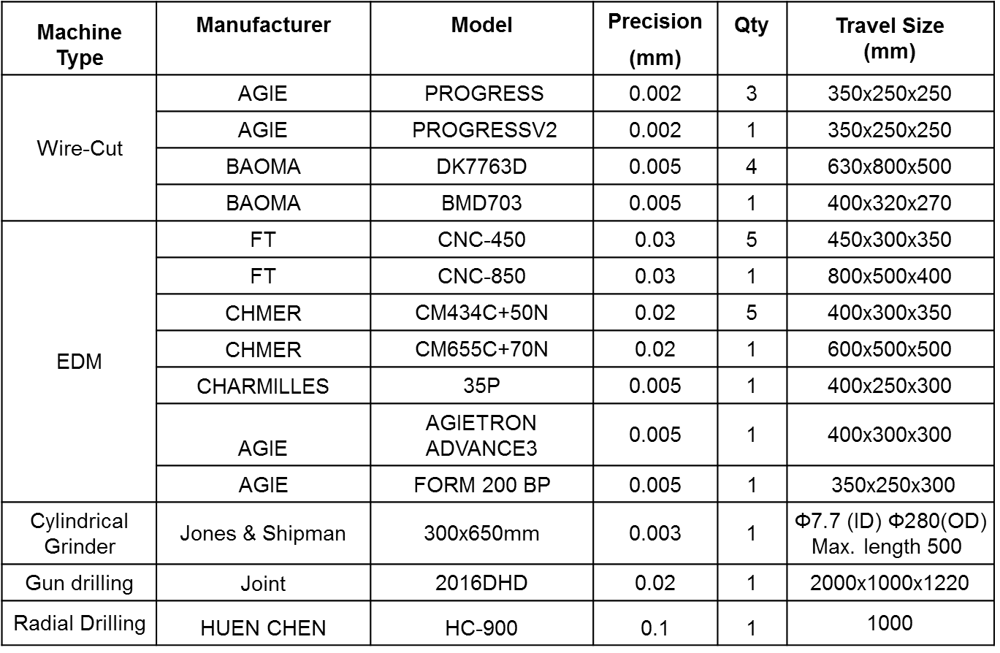 Machine Type Manufacturer Model Precision (mm) Qty Travel Size (mm)
Wire-Cut AGIE PROGRESS 0.002 3 350x250x250
AGIE PROGRESSV2 0.002 1 350x250x250
BAOMA DK7763D 0.005 4 630x800x500
BAOMA BMD703 0.005 1 400x320x270
EDM FT CNC-450 0.03 5 450x300x350
FT CNC-850 0.03 1 800x500x400
CHMER CM434C+50N 0.02 5 400x300x350
CHMER CM655C+70N 0.02 1 600x500x500
CHARMILLES 35P 0.005 1 400x250x300
AGIE AGIETRON ADVANCE3 0.005 1 400x300x300
AGIE FORM 200 BP 0.005 1 350x250x300
Cylindrical Grinder Jones & Shipman 300x650mm 0.003 1 Φ7.7 (ID) Φ280(OD) Max. length 500
Gun drilling Joint 2016DHD 0.02 1 2000x1000x1220
Radial Drilling HUEN CHEN HC-900 0.1 1 1000